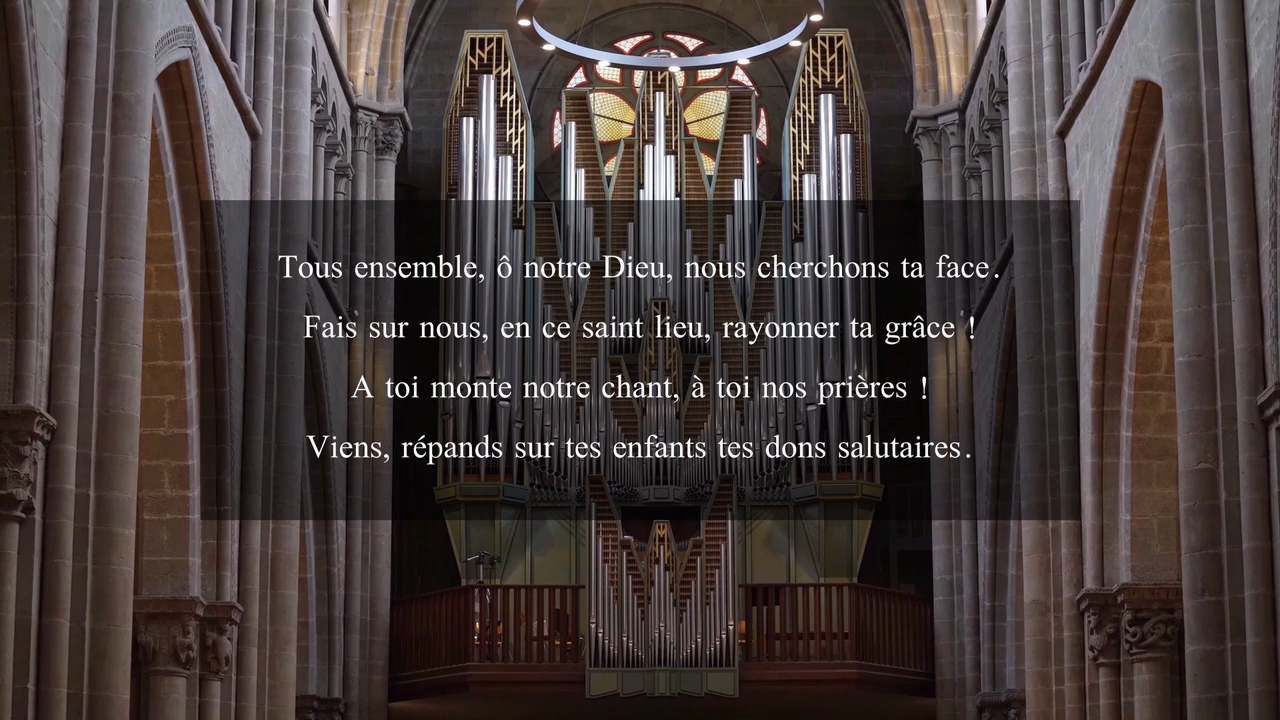 Tous ensemble, ô notre Dieu, nous cherchons ta face.
Fais sur nous, en ce saint lieu, rayonner ta grâce !
A toi monte notre chant, à toi nos prières !
Viens, répands sur tes enfants tes dons salutaires.